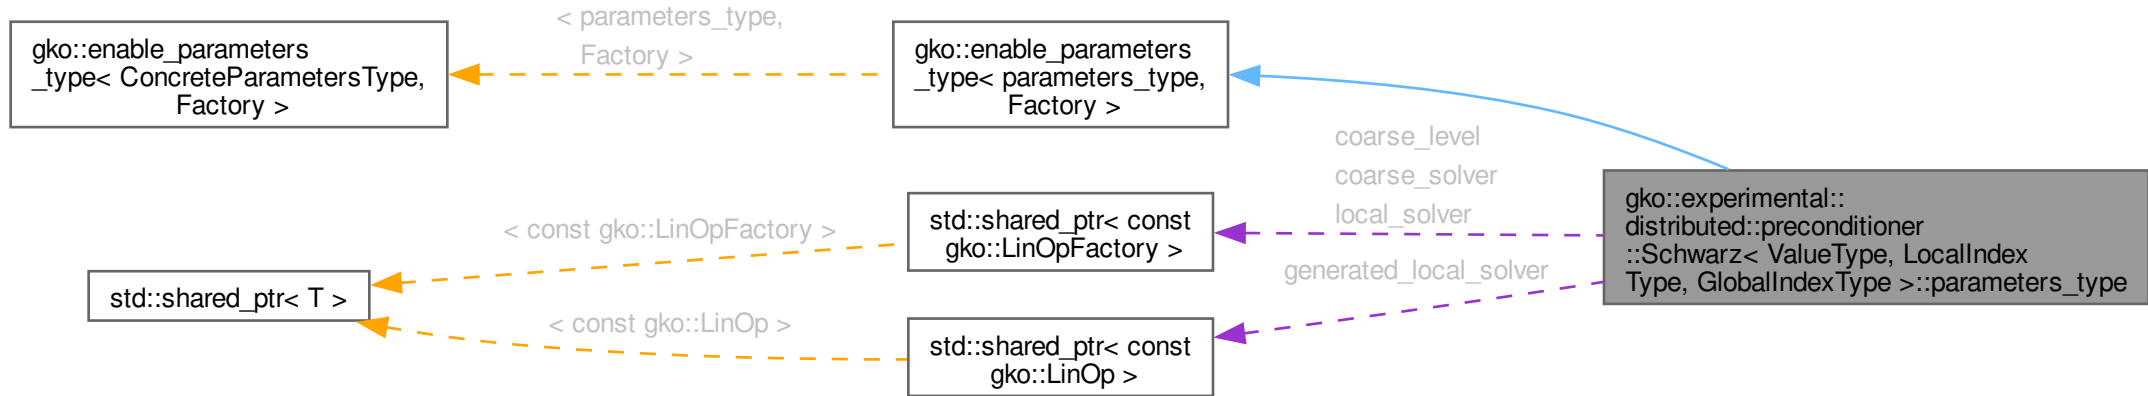 gko::enable_parameters
_type< ConcreteParametersType,
Factory >
< parameters_type,
Factory >
gko::enable_parameters
_type< parameters_type,
Factory >
coarse_level
coarse_solver
local_solver
gko::experimental::
distributed::preconditioner
::Schwarz< ValueType, LocalIndex
Type, GlobalIndexType >::parameters_type
std::shared_ptr< const
gko::LinOpFactory >
< const gko::LinOpFactory >
generated_local_solver
std::shared_ptr< T >
< const gko::LinOp >
std::shared_ptr< const
gko::LinOp >